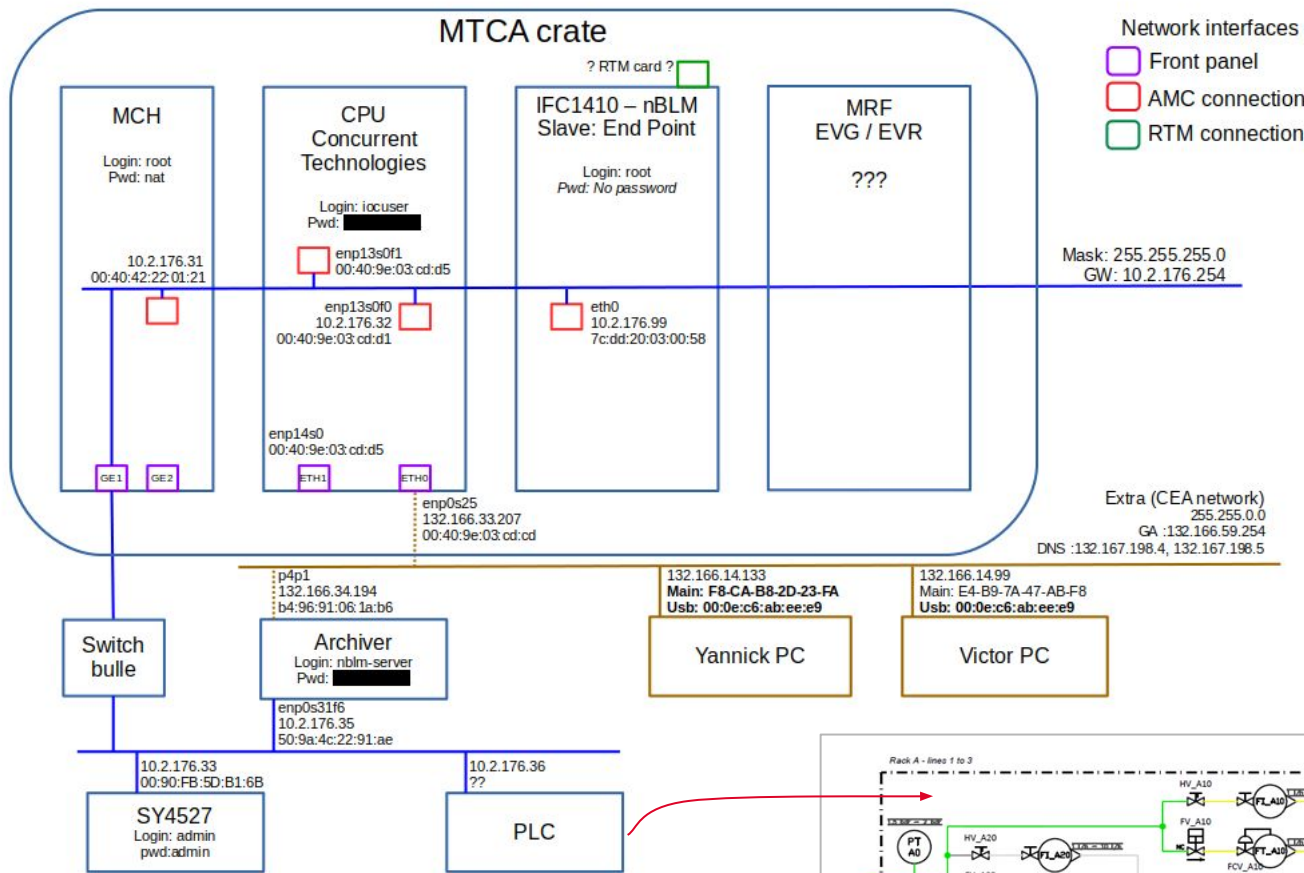 MTCA crate
Network interfaces
Front panel
AMC connection
RTM connection
? RTM card ?
MCH
Login: root
Pwd: nat
CPU
Concurrent
Technologies
Login: iocuser
Pwd:
IFC1410 – nBLM
Slave: End Point
Login: root
Pwd: No password
MRF
EVG / EVR
???
10.2.176.31
00:40:42:22:01:21
enp13s0f1
00:40:9e:03:cd:d5
Mask: 255.255.255.0
GW: 10.2.176.254
enp13s0f0
10.2.176.32
00:40:9e:03:cd:d1
eth0
10.2.176.99
7c:dd:20:03:00:58
enp14s0
00:40:9e:03:cd:d5
GE1
GE2
ETH1
ETH0
enp0s25
132.166.33.207
00:40:9e:03:cd:cd
Extra (CEA network)
255.255.0.0
GA :132.166.59.254
DNS :132.167.198.4, 132.167.198.5
p4p1
132.166.34.194
b4:96:91:06:1a:b6
132.166.14.133
Main: F8-CA-B8-2D-23-FA
Usb: 00:0e:c6:ab:ee:e9
132.166.14.99
Main: E4-B9-7A-47-AB-F8
Usb: 00:0e:c6:ab:ee:e9
Switch
bulle
Archiver
Login: nblm-server
Pwd:
Yannick PC
Victor PC
enp0s31f6
10.2.176.35
50:9a:4c:22:91:ae
10.2.176.33
00:90:FB:5D:B1:6B
10.2.176.36
??
SY4527
Login: admin
pwd:admin
PLC
Rack A - lines 1 to 3
HV_A10
FI_A10
FV_A10
NC
FT_A10
FCV_A10
PT
A0
HV_A20
FI_A20